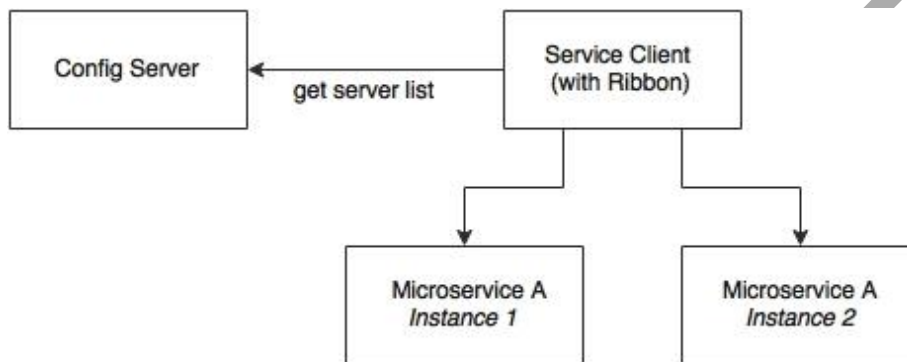 Config Server
get server list
Service Client
(with Ribbon)
Microservice A
Instance 1
Microservice A
Instance 2